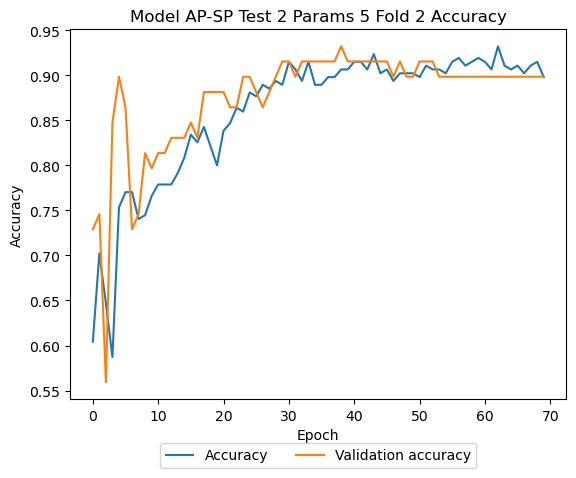 Model AP-SP Test 2 Params 5 Fold 2 Accuracy
0.95
0.90
0.85
0.80
0.75
0.70
0.65
0.60
0.55
Accuracy
0 10 20 30 40 50 60 70
Epoch
Accuracy Validation accuracy